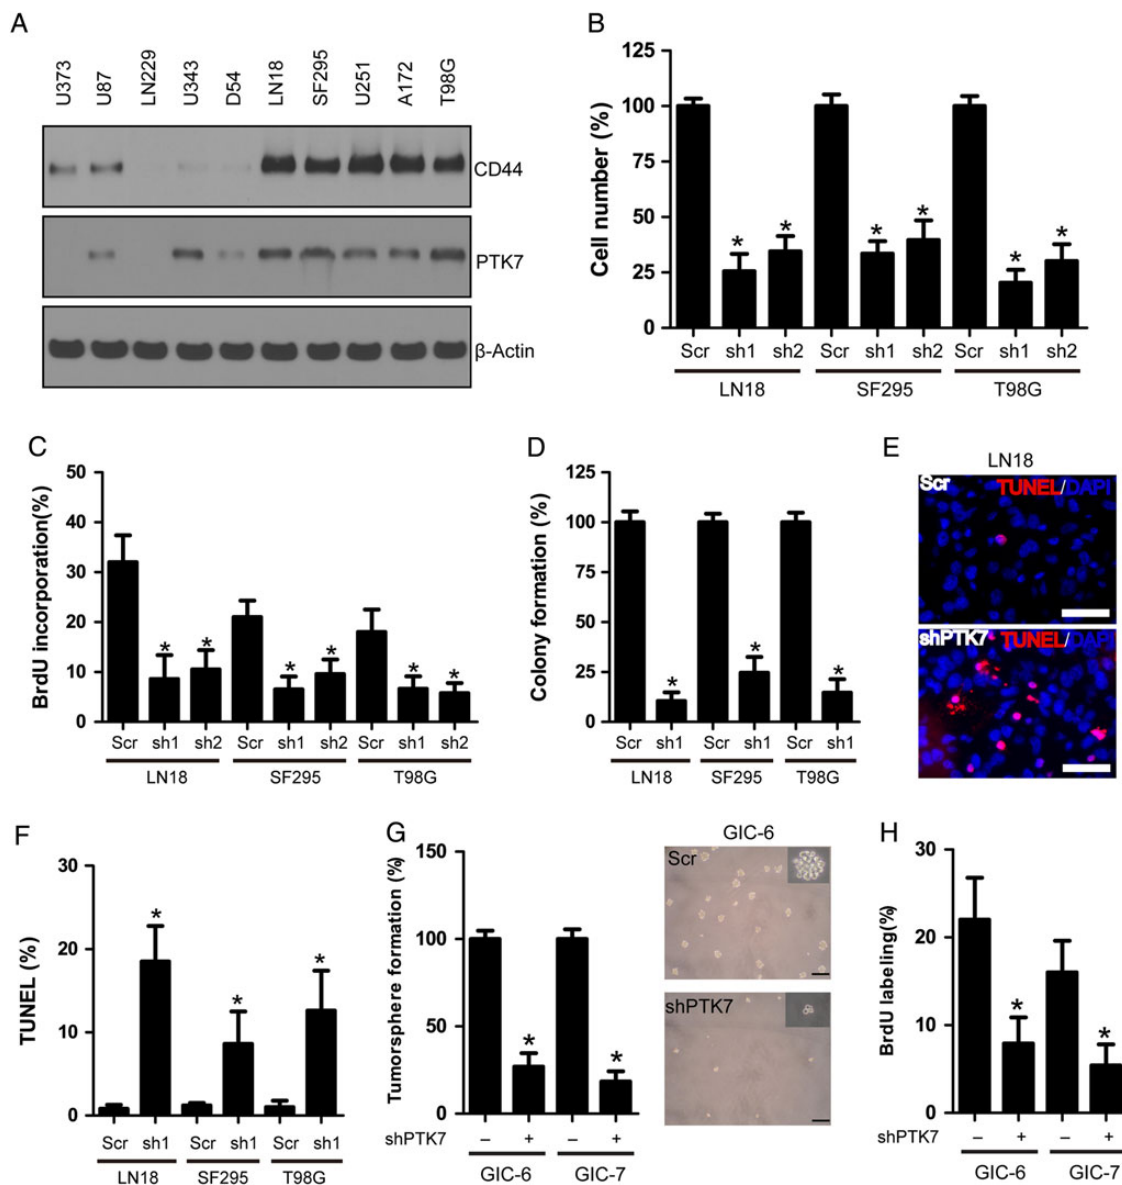 A
U373
U87
LN229
U343
D54
LN18
SF295
U251
A172
T98G
CD44
PTK7
β-Actin
B
Cell number (%)
125
100
75
50
25
0
* * * * * *
Scr sh1 sh2 Scr sh1 sh2 Scr sh1 sh2
LN18 SF295 T98G
C
BrdU incorporation(%)
50
40
30
20
10
0
* * * * * *
Scr sh1 sh2 Scr sh1 sh2 Scr sh1 sh2
LN18 SF295 T98G
D
Colony formation (%)
125
100
75
50
25
0
* * *
Scr sh1 Scr sh1 Scr sh1
LN18 SF295 T98G
E
LN18
Scr TUNEL/DAPI
shPTK7 TUNEL/DAPI
F
TUNEL (%)
30
20
10
0
* * *
Scr sh1 Scr sh1 Scr sh1
LN18 SF295 T98G
G
Tumorsphere formation (%)
150
100
50
0
* *
shPTK7 – + – +
GIC-6 GIC-7
GIC-6
Scr
shPTK7
H
BrdU labeling(%)
30
20
10
0
* *
shPTK7 – + – +
GIC-6 GIC-7